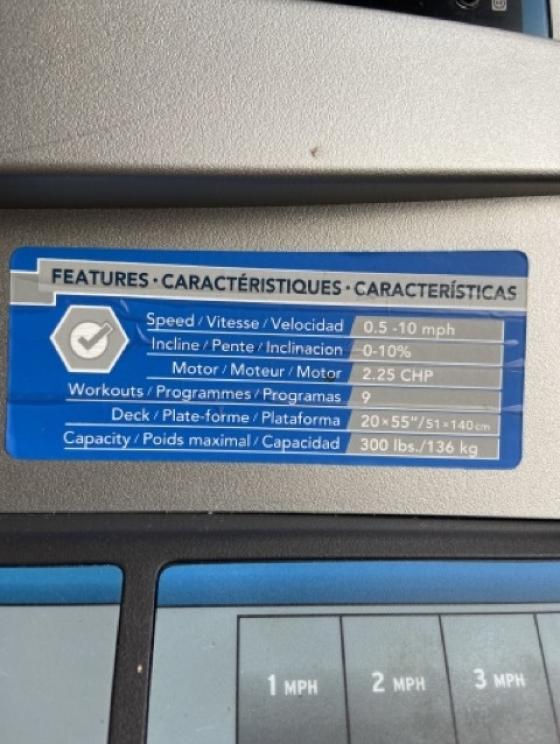 FEATURES · CARACTÉRISTIQUES · CARACTERÍSTICAS
Speed / Vitesse / Velocidad 0.5 -10 mph
Incline / Pente / Inclinacion 0-10%
Motor / Moteur / Motor 2.25 CHP
Workouts / Programmes / Programas 9
Deck / Plate-forme / Plataforma 20×55"/51×140cm
Capacity / Poids maximal / Capacidad 300 lbs./136 kg
1 MPH 2 MPH 3 MPH